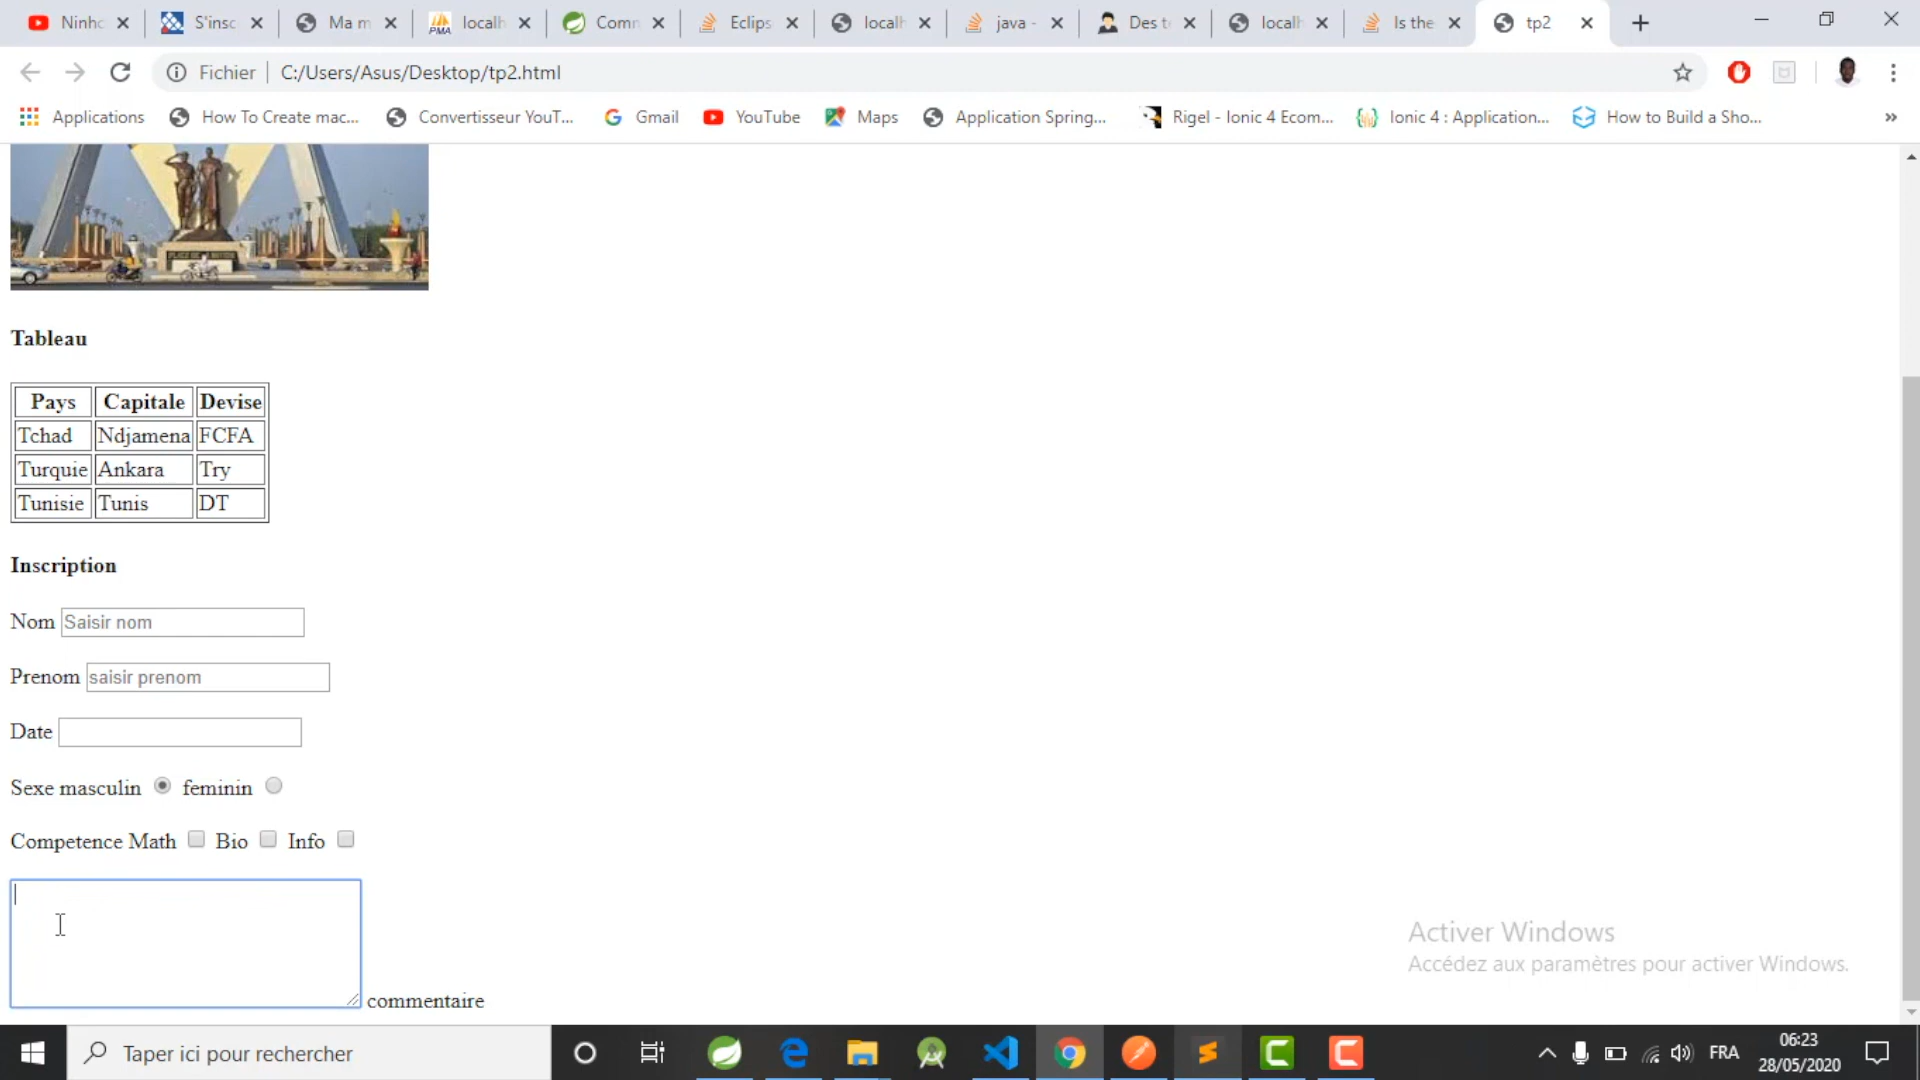 Ninho
S'insc
Ma m
PMA
localh
Comm
Eclips
localh
java -
Des t
localh
Is the
tp2
Fichier
C:/Users/Asus/Desktop/tp2.html
Applications
How To Create mac...
Convertisseur YouT...
Gmail
YouTube
Maps
Application Spring...
Rigel - Ionic 4 Ecom...
Ionic 4 : Application...
How to Build a Sho...
»
Tableau
Pays Capitale Devise
Tchad Ndjamena FCFA
Turquie Ankara Try
Tunisie Tunis DT
Inscription
Nom Saisir nom
Prenom saisir prenom
Date
Sexe masculin feminin
Competence Math Bio Info
commentaire
Activer Windows
Accédez aux paramètres pour activer Windows.
Taper ici pour rechercher
FRA
06:23
28/05/2020